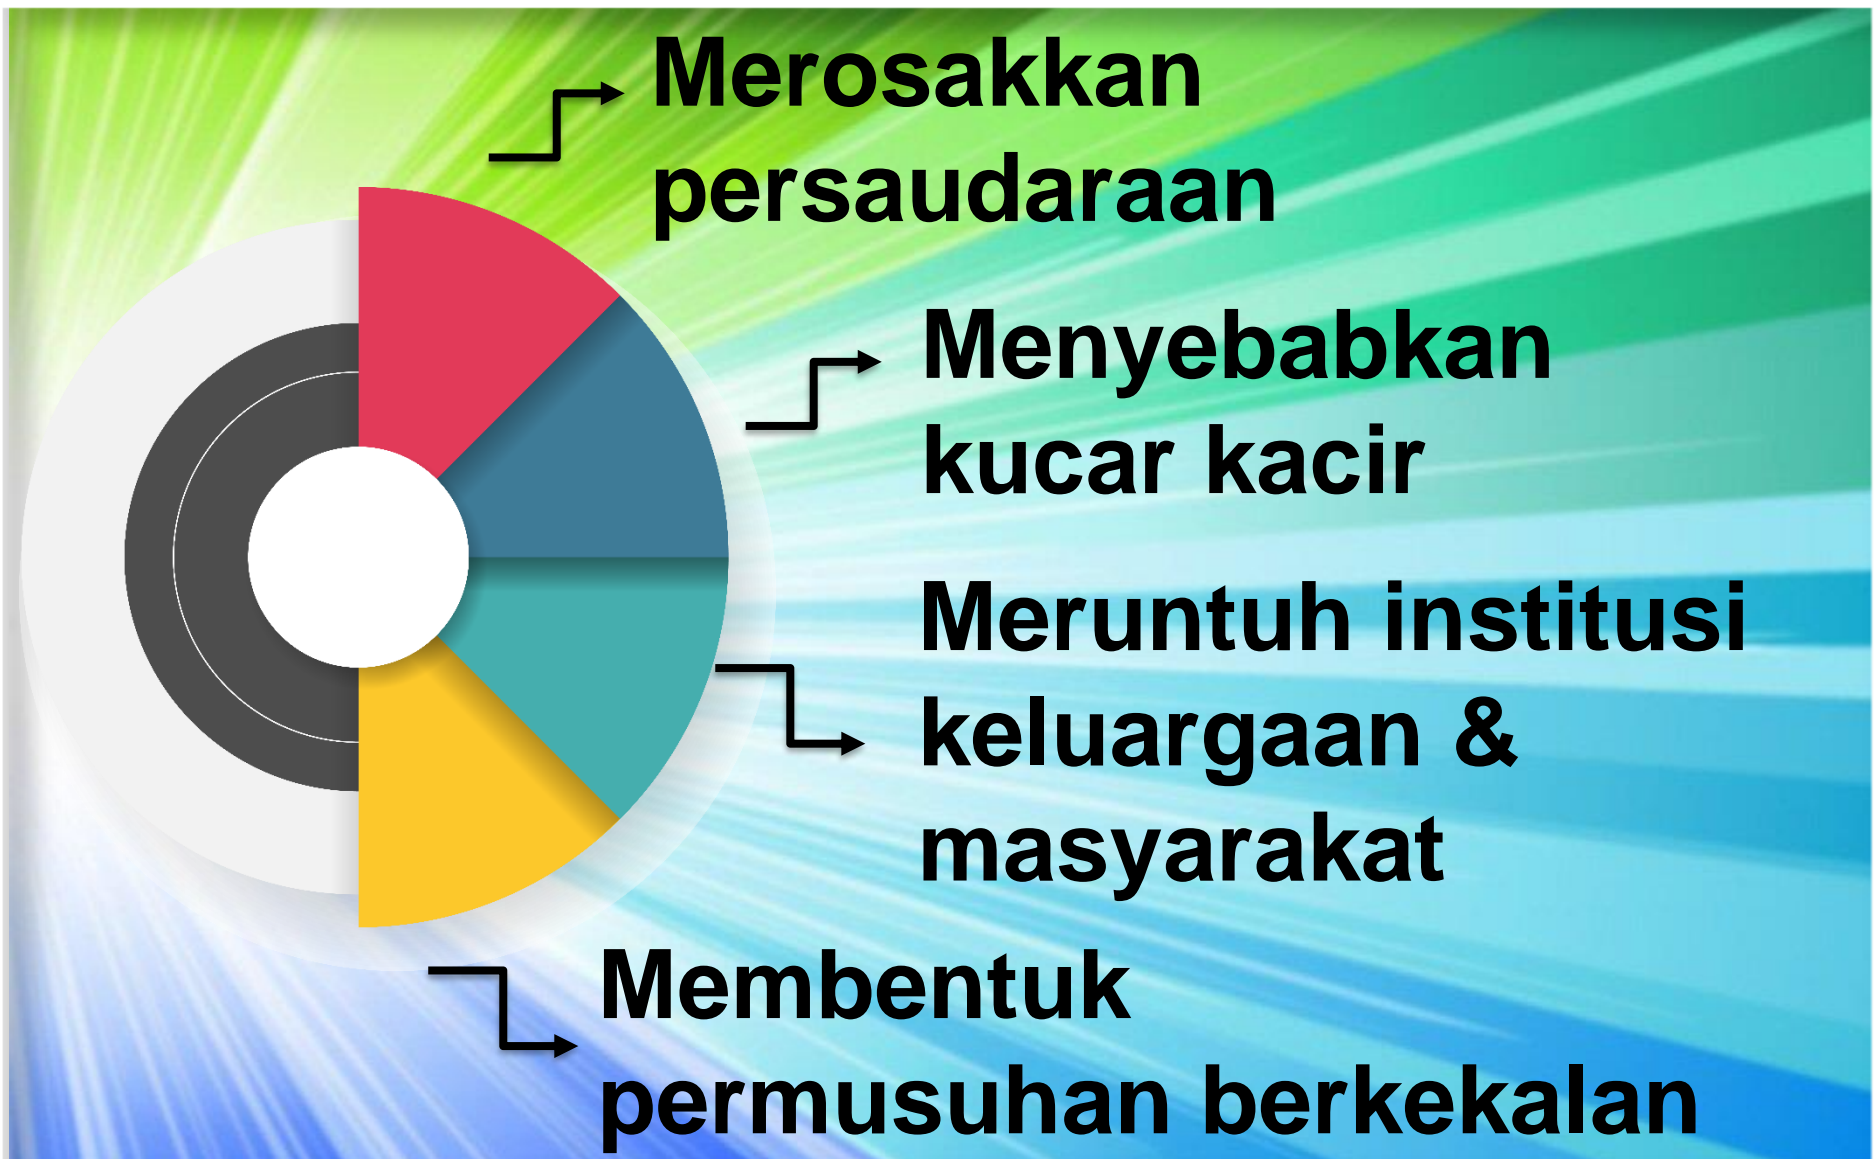 Merosakkan
persaudaraan
Menyebabkan
kucar kacir
Meruntuh institusi
keluargaan &
masyarakat
Membentuk
permusuhan berkekalan